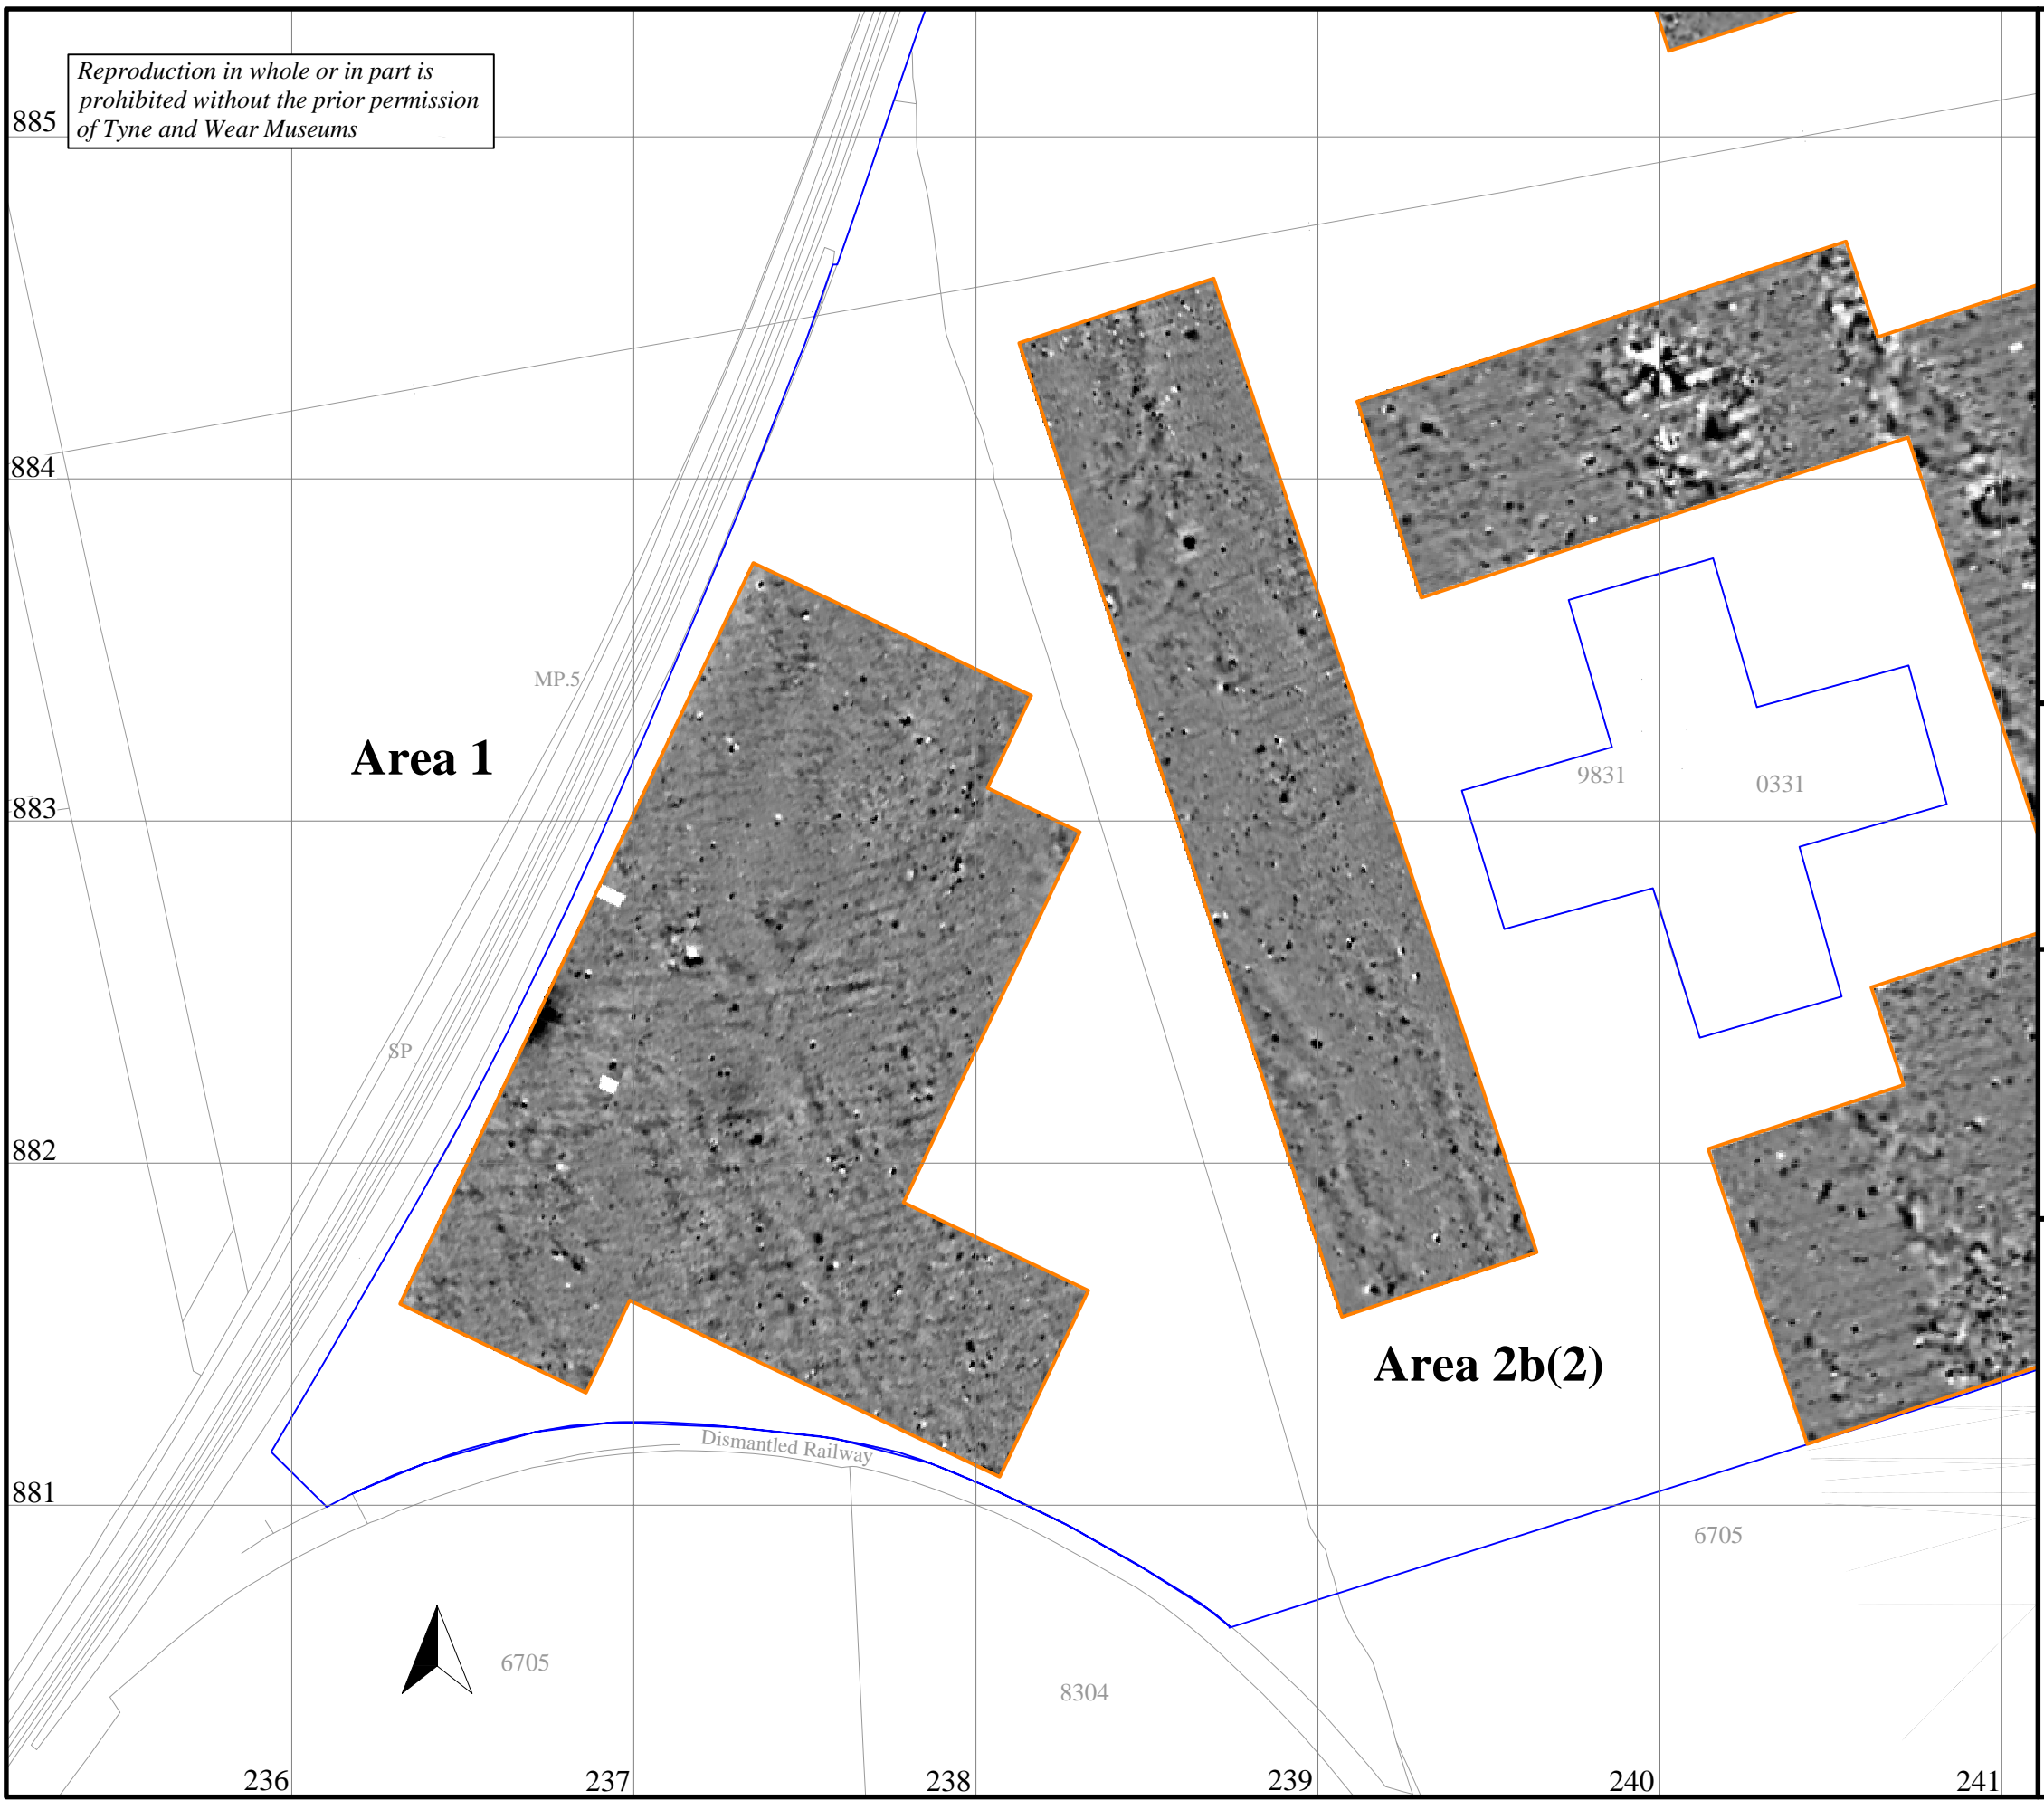 Reproduction in whole or in part is
prohibited without the prior permission
of Tyne and Wear Museums
885
884
MP.5
Area 1
9831
0331
883
SP
882
Area 2b(2)
Dismantled Railway
881
6705
6705
8304
236
237
238
239
240
241